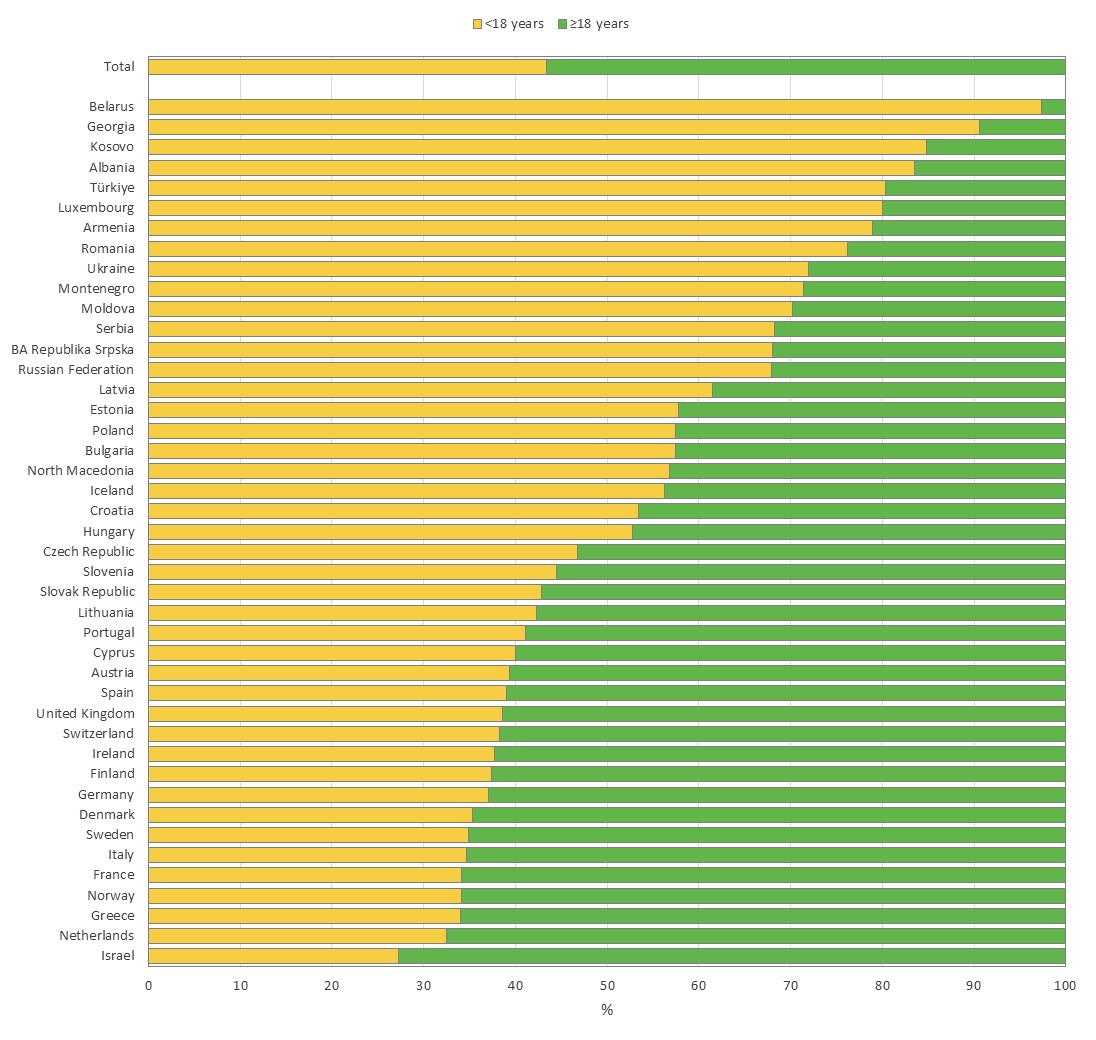 <18 years ≥18 years
Total
Belarus
Georgia
Kosovo
Albania
Türkiye
Luxembourg
Armenia
Romania
Ukraine
Montenegro
Moldova
Serbia
BA Republika Srpska
Russian Federation
Latvia
Estonia
Poland
Bulgaria
North Macedonia
Iceland
Croatia
Hungary
Czech Republic
Slovenia
Slovak Republic
Lithuania
Portugal
Cyprus
Austria
Spain
United Kingdom
Switzerland
Ireland
Finland
Germany
Denmark
Sweden
Italy
France
Norway
Greece
Netherlands
Israel
0 10 20 30 40 50 60 70 80 90 100
%